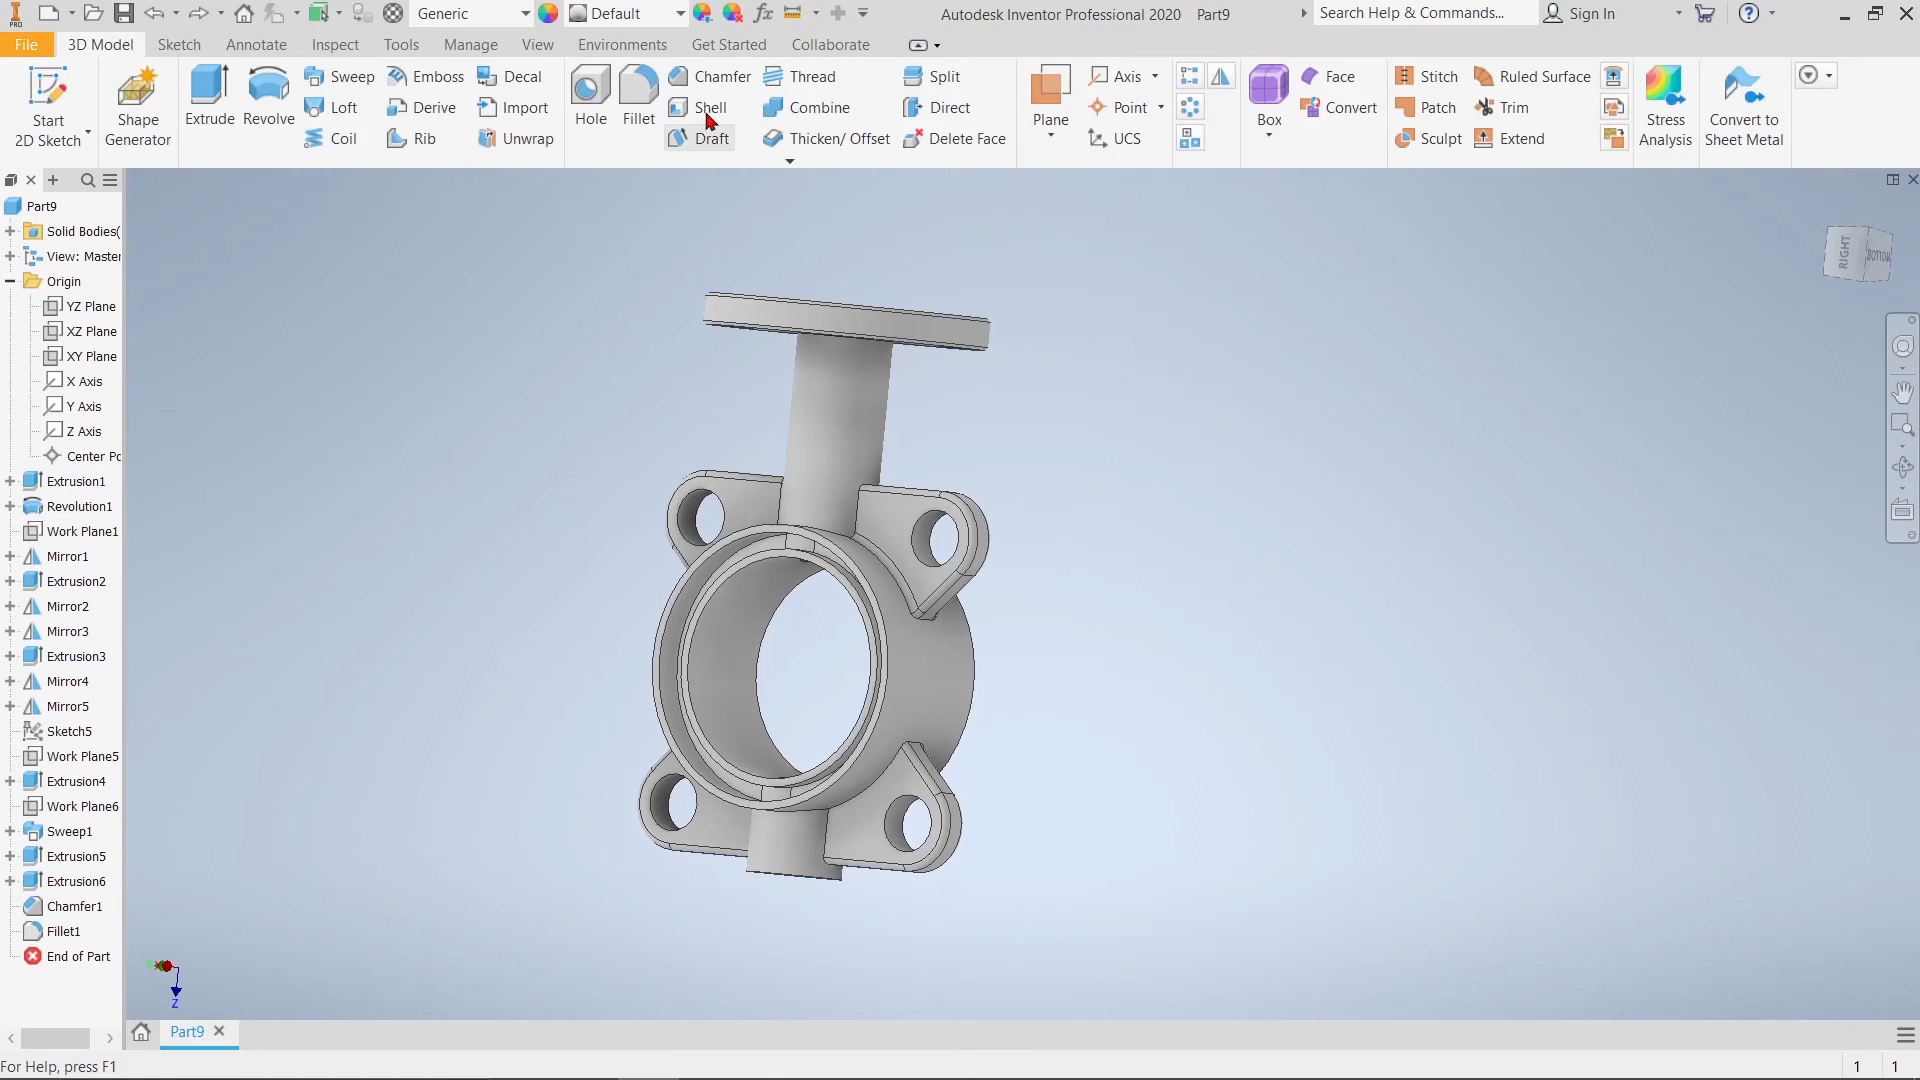 PRO
Generic
Default
Autodesk Inventor Professional 2020 Part9
Search Help & Commands...
Sign In
File 3D Model Sketch Annotate Inspect Tools Manage View Environments Get Started Collaborate
Start
2D Sketch
Shape
Generator
Extrude
Revolve
Sweep Emboss Decal
Loft Derive Import
Coil Rib Unwrap
Hole
Fillet
Chamfer Thread Split
Shell Combine Direct
Draft Thicken/ Offset Delete Face
Plane
Axis
Point
UCS
Box
Face
Convert
Stitch Ruled Surface
Patch Trim
Sculpt Extend
Stress
Analysis
Convert to
Sheet Metal
Part9
Solid Bodies(
View: Master
Origin
YZ Plane
XZ Plane
XY Plane
X Axis
Y Axis
Z Axis
Center Po
Extrusion1
Revolution1
Work Plane1
Mirror1
Extrusion2
Mirror2
Mirror3
Extrusion3
Mirror4
Mirror5
Sketch5
Work Plane5
Extrusion4
Work Plane6
Sweep1
Extrusion5
Extrusion6
Chamfer1
Fillet1
End of Part
RIGHT
BOTTOM
Z
Part9
For Help, press F1
1 1